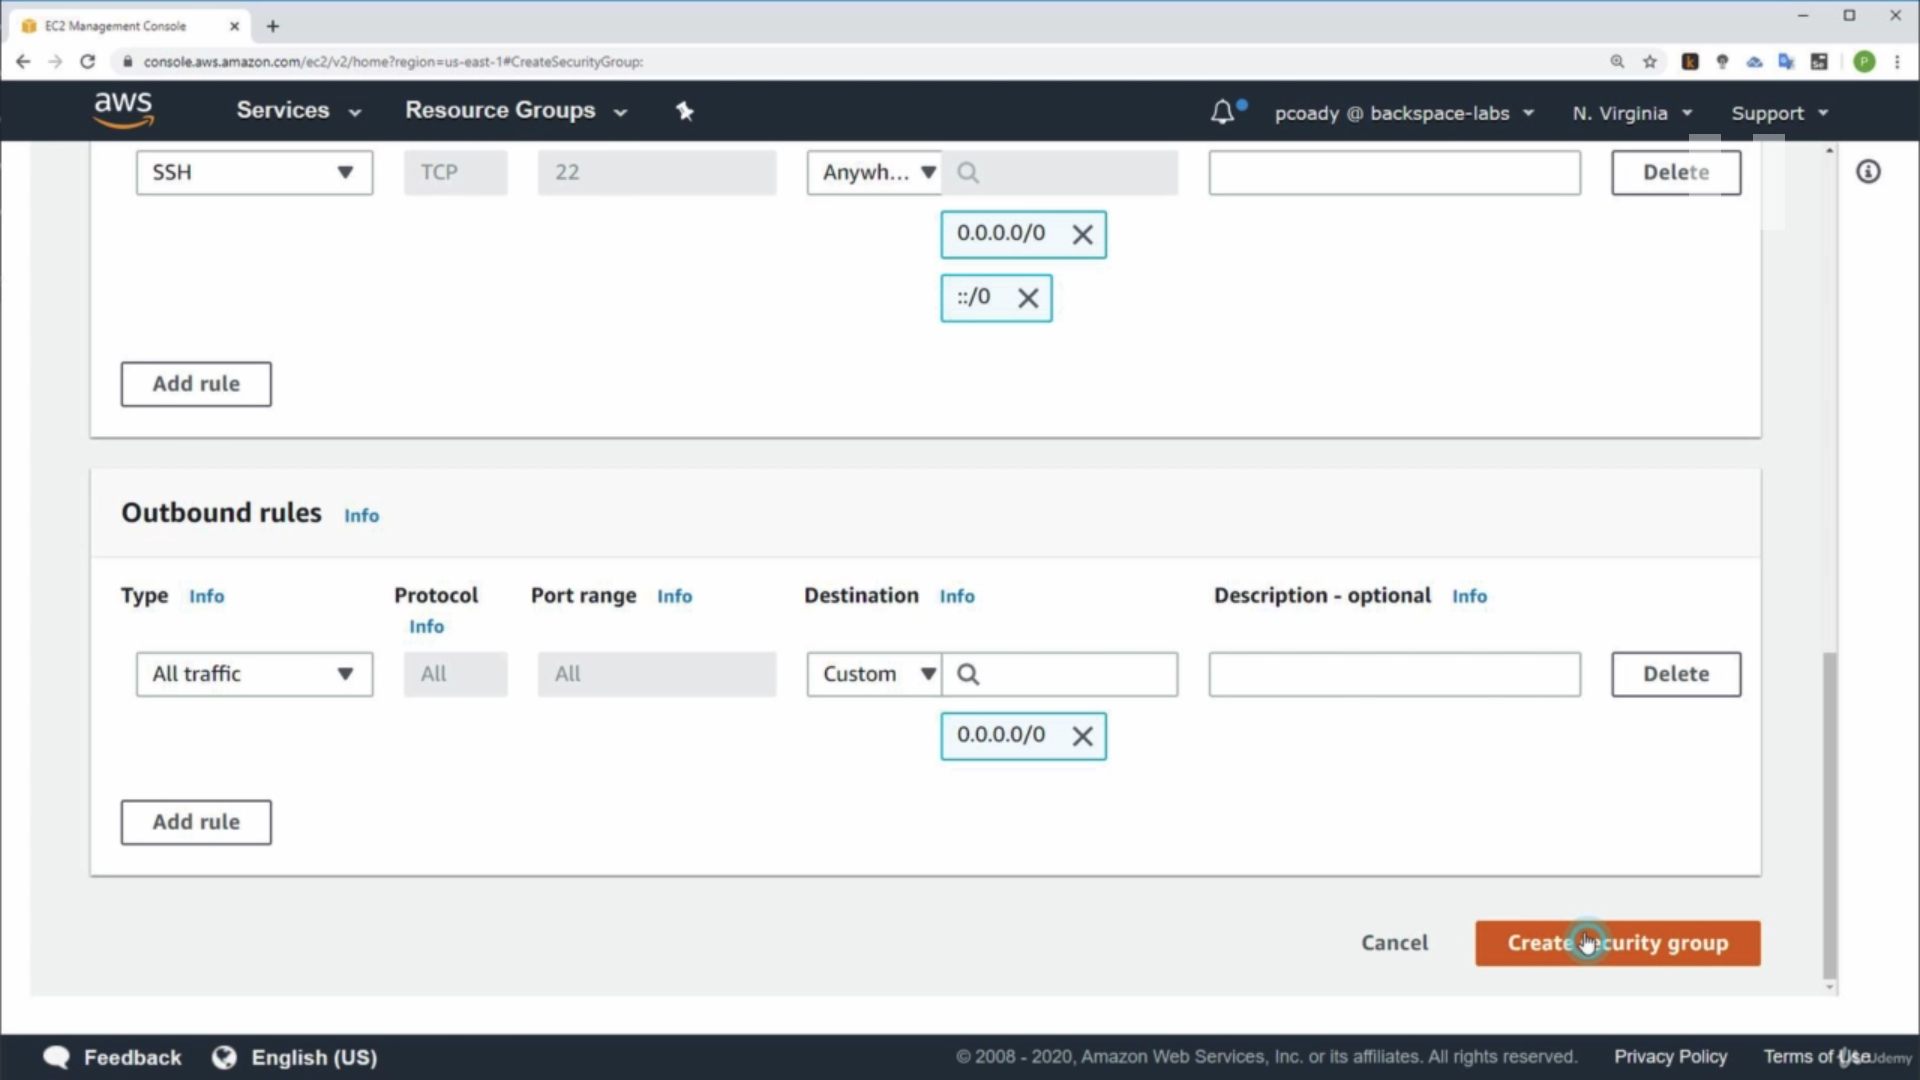 EC2 Management Console
console.aws.amazon.com/ec2/v2/home?region=us-east-1#CreateSecurityGroup:
aws Services Resource Groups pcoady @ backspace-labs N. Virginia Support
SSH TCP 22 Anywh... Delete
0.0.0.0/0
::/0
Add rule
Outbound rules Info
Type Info Protocol Port range Info Destination Info Description - optional Info
Info
All traffic All All Custom Delete
0.0.0.0/0
Add rule
Cancel Create security group
Feedback English (US) © 2008 - 2020, Amazon Web Services, Inc. or its affiliates. All rights reserved. Privacy Policy Terms of Use
Udemy